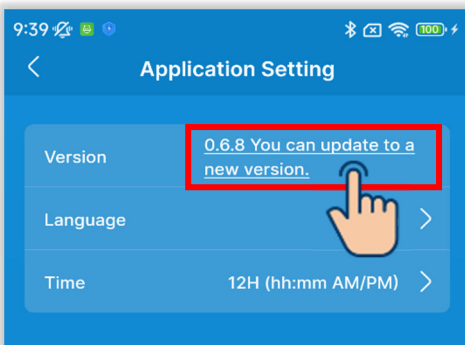 9:39
100
Application Setting
Version
0.6.8 You can update to a
new version.
Language
Time
12H (hh:mm AM/PM)